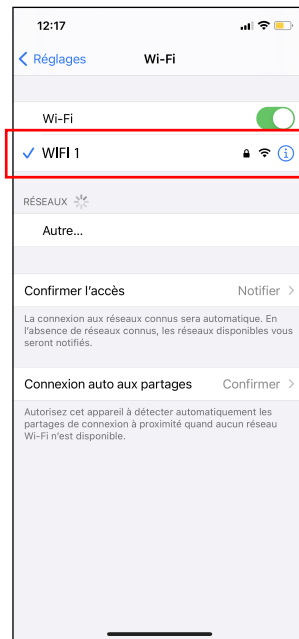 12:17
Réglages Wi-Fi
Wi-Fi
WIFI 1
RÉSEAUX
Autre...
Confirmer l'accès Notifier
La connexion aux réseaux connus sera automatique. En
l'absence de réseaux connus, les réseaux disponibles vous
seront notifiés.
Connexion auto aux partages Confirmer
Autorisez cet appareil à détecter automatiquement les
partages de connexion à proximité quand aucun réseau
Wi-Fi n'est disponible.